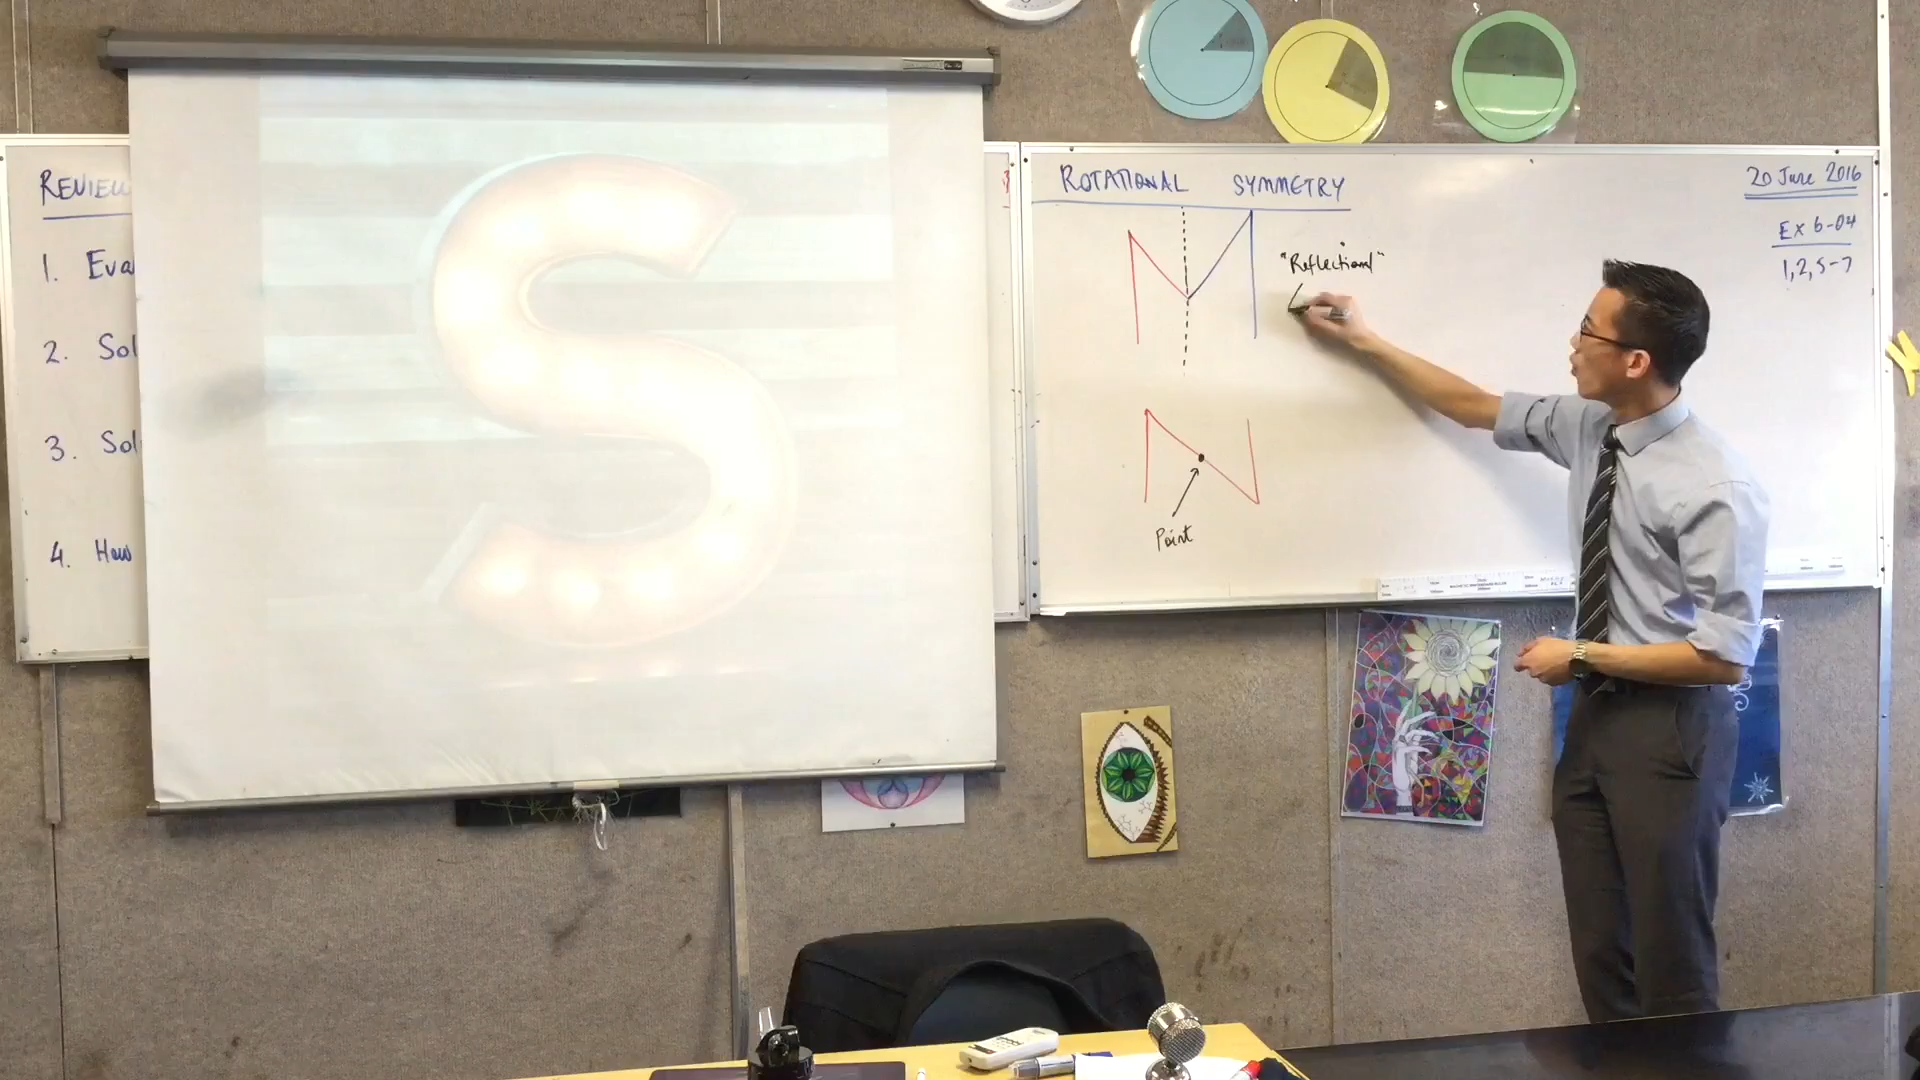 REVIEW
1. Eva
2. Sol
3. Sol
4. How
S
ROTATIONAL SYMMETRY
20 June 2016
Ex 6-04
1,2,5-7
M
"Reflectional"
N
Point